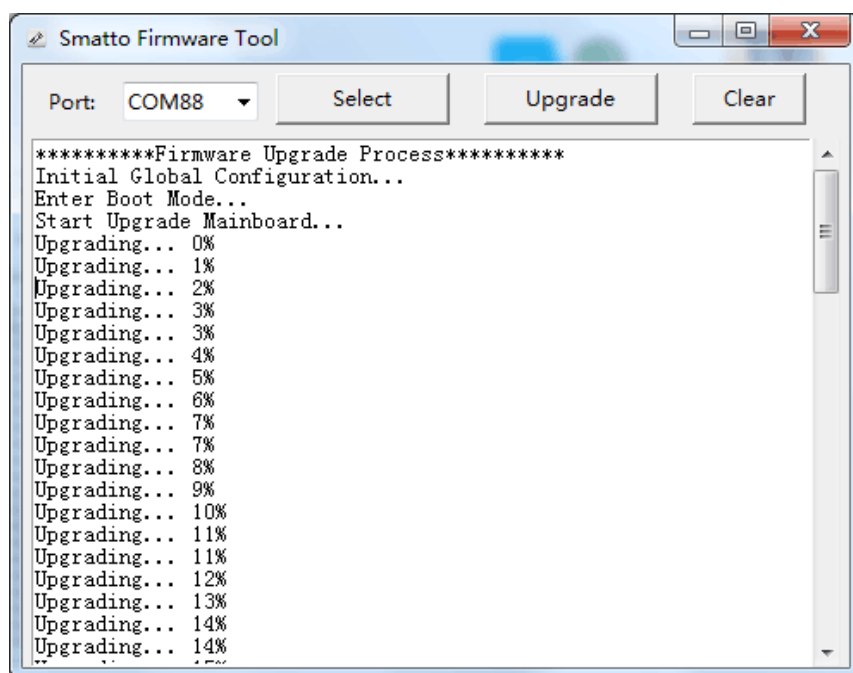 Smatto Firmware Tool
Port: COM88 Select Upgrade Clear
**********Firmware Upgrade Process**********
Initial Global Configuration...
Enter Boot Mode...
Start Upgrade Mainboard...
Upgrading... 0%
Upgrading... 1%
Upgrading... 2%
Upgrading... 3%
Upgrading... 3%
Upgrading... 4%
Upgrading... 5%
Upgrading... 6%
Upgrading... 7%
Upgrading... 7%
Upgrading... 8%
Upgrading... 9%
Upgrading... 10%
Upgrading... 11%
Upgrading... 11%
Upgrading... 12%
Upgrading... 13%
Upgrading... 14%
Upgrading... 14%